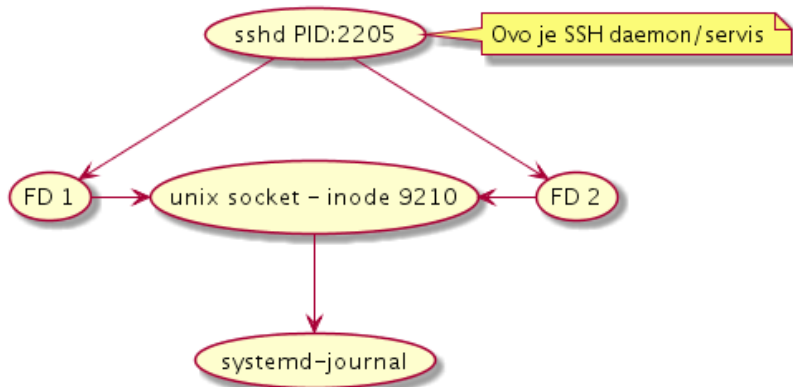 sshd PID:2205
Ovo je SSH daemon/servis
FD 1
unix socket - inode 9210
FD 2
systemd-journal